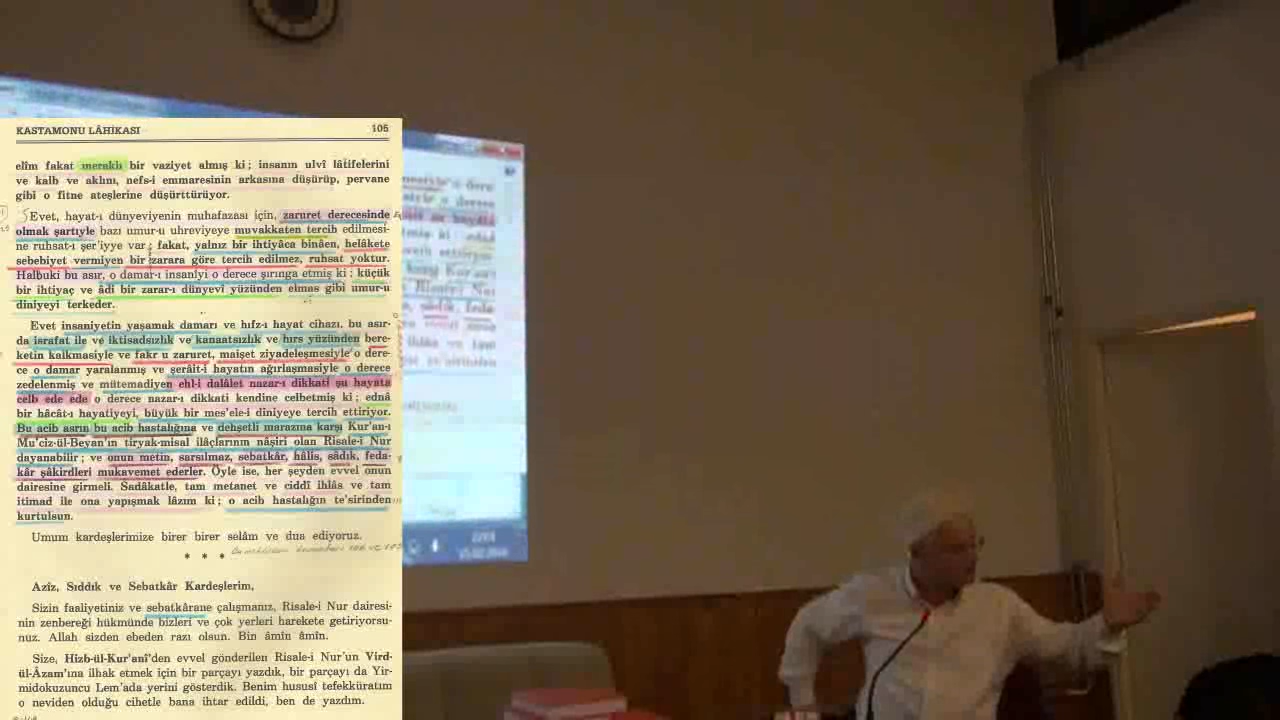 KASTAMONU LÂHİKASI 105
elîm fakat meraklı bir vaziyet almış ki; insanın ulvî lâtifelerini
ve kalb ve aklını, nefs-i emmaresinin arkasına düşürüp, pervane
gibi o fitne ateşlerine düşürttürüyor.
Evet, hayat-ı dünyeviyenin muhafazası için, zaruret derecesinde
olmak şartıyle bazı umur-u uhreviyeye muvakkaten tercih edilmesi-
ne ruhsat-ı şer'iyye var; fakat, yalnız bir ihtiyâca binâen, helâkete
sebebiyet vermiyen bir zarara göre tercih edilmez, ruhsat yoktur.
Halbuki bu asır, o damar-ı insanîyi o derece şırınga etmiş ki; küçük
bir ihtiyaç ve âdi bir zarar-ı dünyevî yüzünden elmas gibi umur-u
diniyeyi terkeder.
Evet insaniyetin yaşamak damarı ve hıfz-ı hayat cihazı, bu asır-
da israfat ile ve iktisadsızlık ve kanaatsızlık ve hırs yüzünden bere-
ketin kalkmasiyle ve fakr u zaruret, maişet ziyadeleşmesiyle o dere-
ce o damar yaralanmış ve şerâit-i hayatın ağırlaşmasiyle o derece
zedelenmiş ve mütemadiyen ehl-i dalâlet nazar-ı dikkati şu hayata
celb ede ede o derece nazar-ı dikkati kendine celbetmiş ki; ednâ
bir hâcât-ı hayatiyeyi, büyük bir mes'ele-i diniyeye tercih ettiriyor.
Bu acib asrın bu acib hastalığına ve dehşetli marazına karşı Kur'an-ı
Mu'ciz-ül-Beyan'ın tiryak-misal ilâçlarının nâşiri olan Risale-i Nur
dayanabilir; ve onun metin, sarsılmaz, sebatkâr, hâlis, sâdık, feda-
kâr şâkirdleri mukavemet ederler. Öyle ise, her şeyden evvel onun
dairesine girmeli. Sadâkatle, tam metanet ve ciddî ihlâs ve tam
itimad ile ona yapışmak lâzım ki; o acib hastalığın te'sirinden
kurtulsun.
Umum kardeşlerimize birer birer selâm ve dua ediyoruz.
* * *
Azîz, Sıddık ve Sebatkâr Kardeşlerim,
Sizin faaliyetiniz ve sebatkârane çalışmanız, Risale-i Nur dairesi-
nin zenbereği hükmünde bizleri ve çok yerleri harekete getiriyorsu-
nuz. Allah sizden ebeden razı olsun. Bin âmîn âmîn.
Size, Hizb-ül-Kur'anî'den evvel gönderilen Risale-i Nur'un Vird-
ül-Âzam'ına ilhak etmek için bir parçayı yazdık, bir parçayı da Yir-
midokuzuncu Lem'ada yerini gösterdik. Benim hususî tefekküratım
o neviden olduğu cihetle bana ihtar edildi, ben de yazdım.